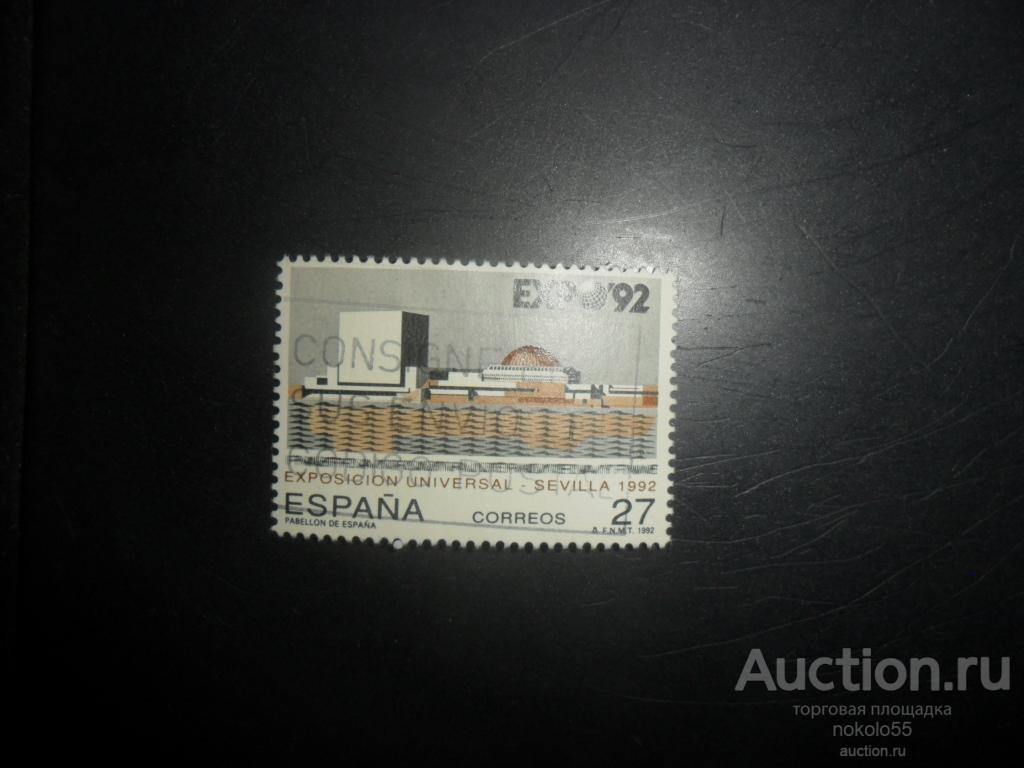 EXPO'92
CONSIGNE
EXPOSICION UNIVERSAL - SEVILLA 1992
ESPAÑA CORREOS 27
PABELLON DE ESPAÑA F.N.M.T. 1992
Auction.ru
торговая площадка
nokolo55
auction.ru